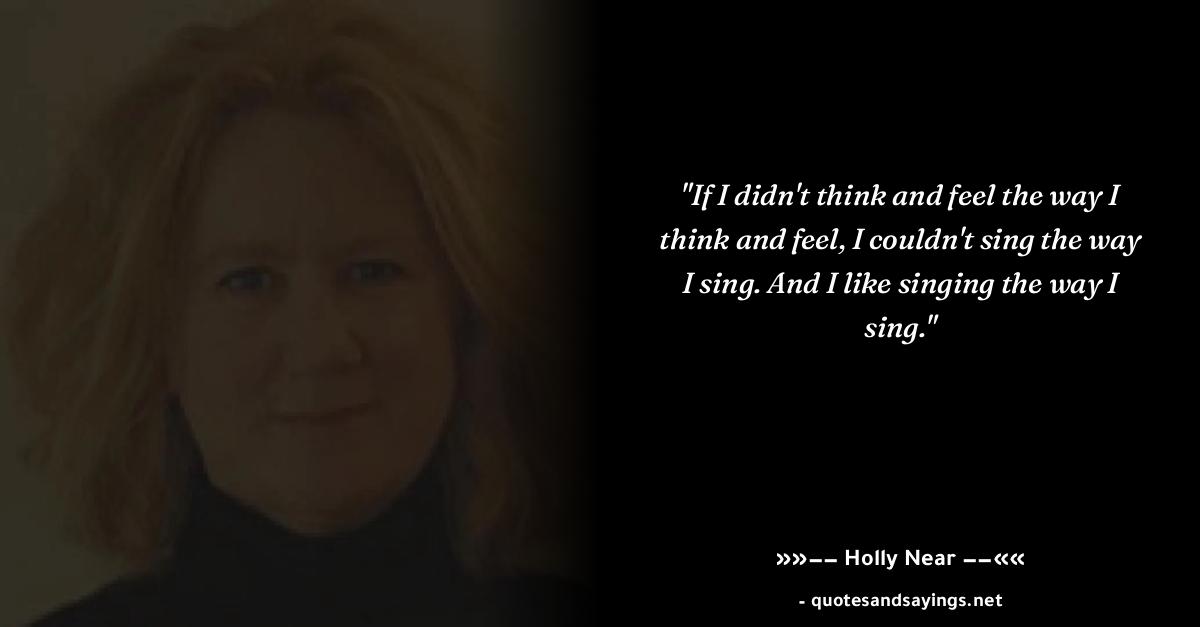 "If I didn't think and feel the way I
think and feel, I couldn't sing the way
I sing. And I like singing the way I
sing."
»»−− Holly Near −−««
- quotesandsayings.net